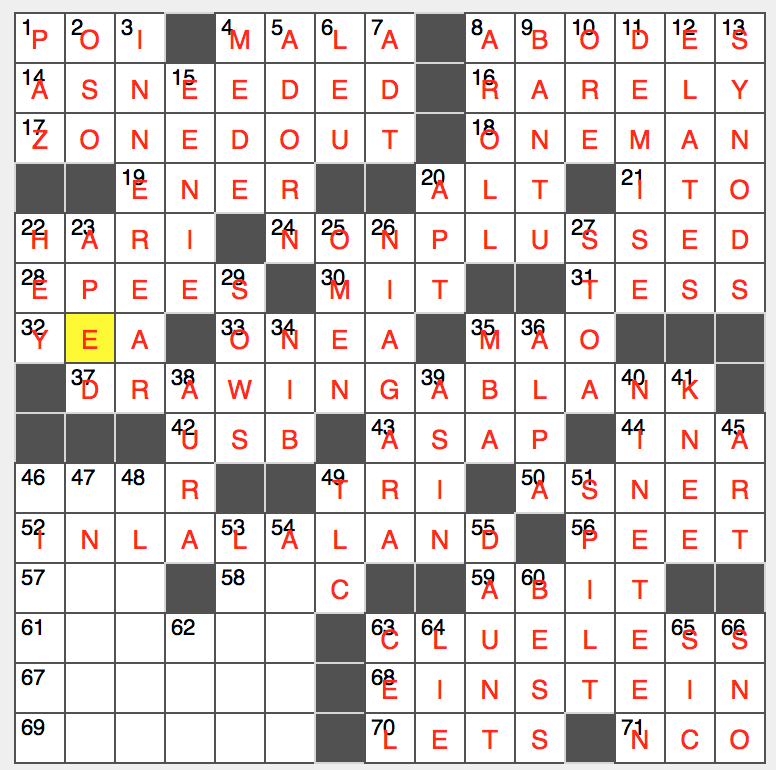 1 P 2 O 3 I 4 M 5 A 6 L 7 A 8 A 9 B 10 O 11 D 12 E 13 S
14 A S N 15 E E D E D 16 R A R E L Y
17 Z O N E D O U T 18 O N E M A N
19 E N E R 20 A L T 21 I T O
22 H 23 A R I 24 N 25 O 26 N P L U 27 S S E D
28 E P E E 29 S 30 M I T 31 T E S S
32 Y E A 33 O 34 N E A 35 M 36 A O
37 D R 38 A W I N G 39 A B L A 40 N 41 K
42 U S B 43 A S A P 44 I N 45 A
46 47 48 R 49 T R I 50 A 51 S N E R
52 I N L A 53 L 54 A L A N 55 D 56 P E E T
57 58 C 59 A 60 B I T
61 62 63 C 64 L U E L E 65 S 66 S
67 68 E I N S T E I N
69 70 L E T S 71 N C O